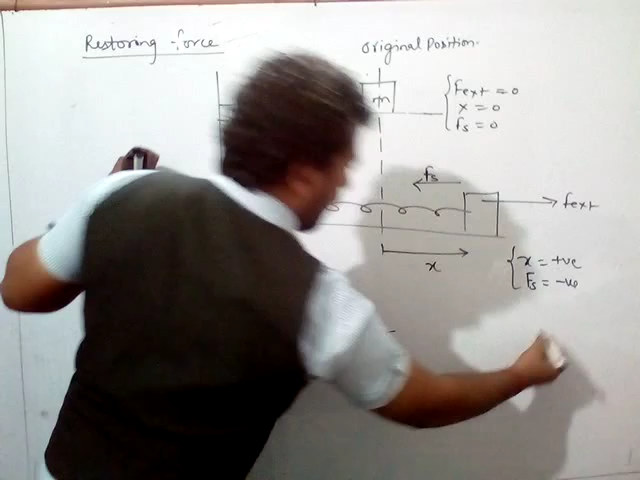 Restoring force
Original Position.
m
Fext = 0
x = 0
fs = 0
fs
fext
x
x = +ve
Fs = -ve